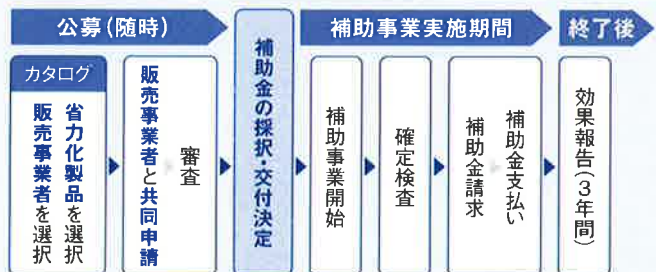 公募(随時)
補助事業実施期間
終了後
カタログ
省力化製品を選択
販売事業者を選択
販売事業者と共同申請
審査
補助金の採択・交付決定
補助事業開始
確定検査
補助金請求
補助金支払い
効果報告(3年間)